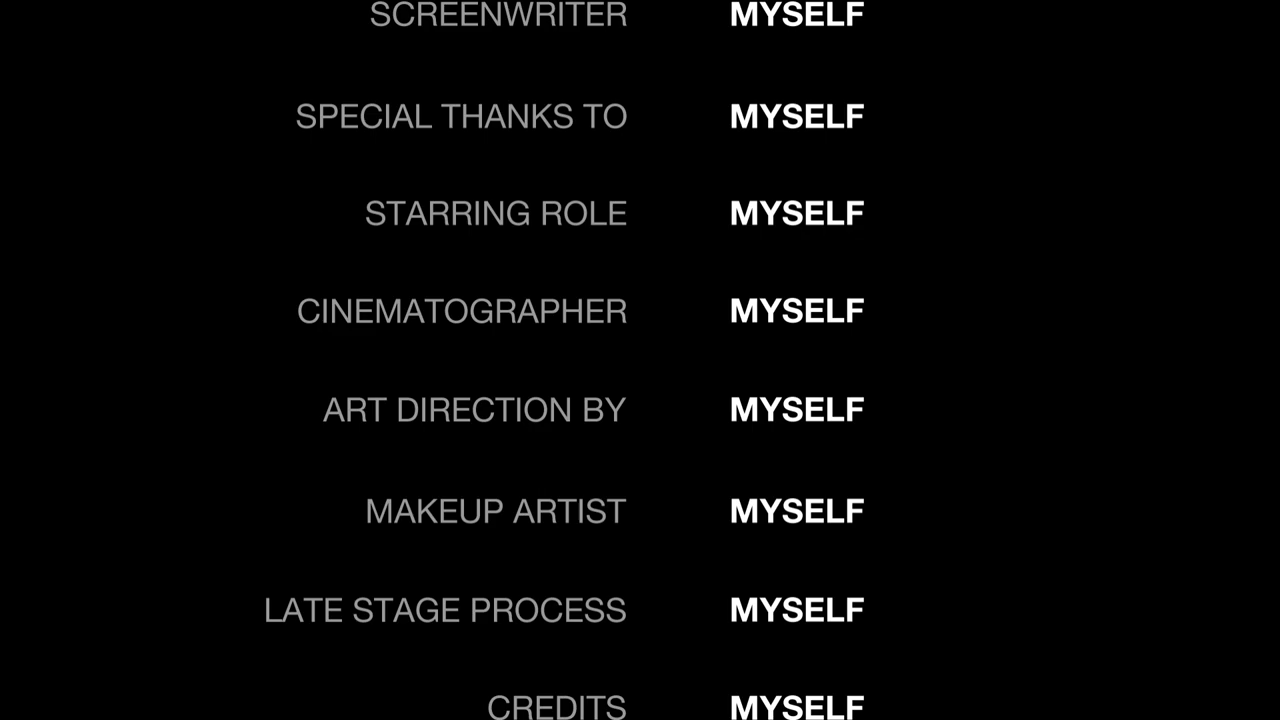 SCREENWRITER MYSELF
SPECIAL THANKS TO MYSELF
STARRING ROLE MYSELF
CINEMATOGRAPHER MYSELF
ART DIRECTION BY MYSELF
MAKEUP ARTIST MYSELF
LATE STAGE PROCESS MYSELF
CREDITS MYSELF